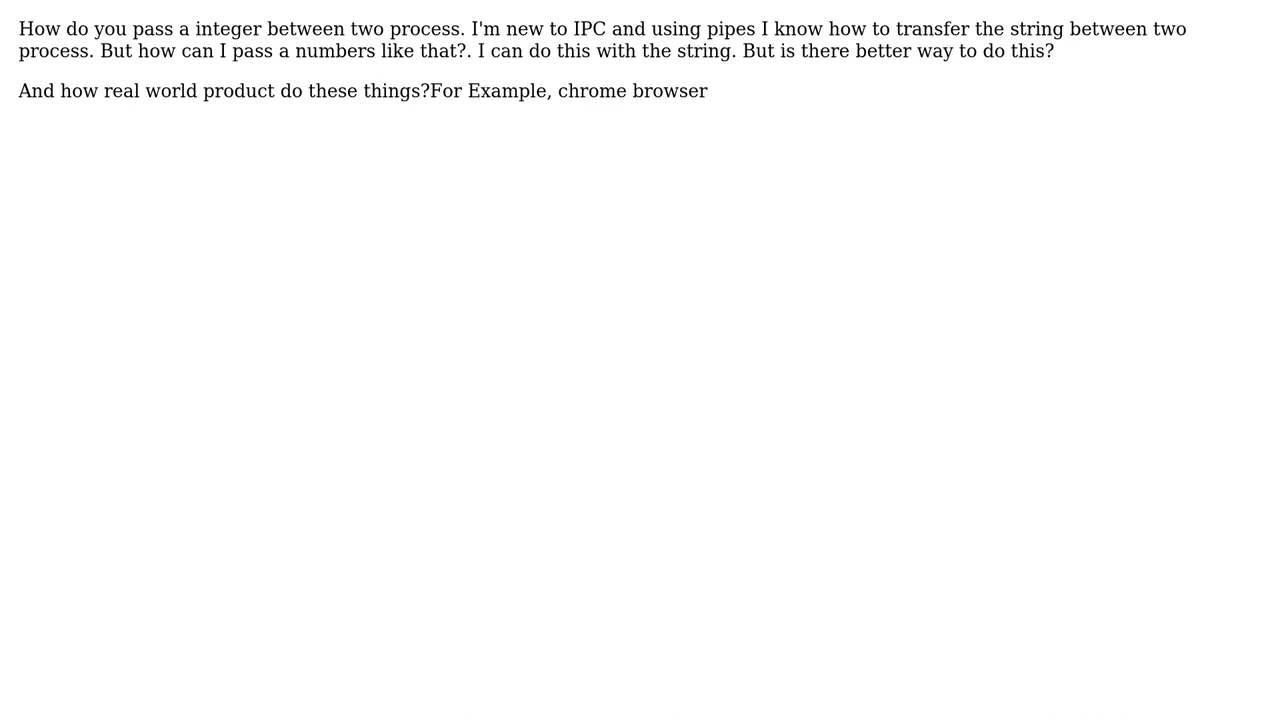 How do you pass a integer between two process. I'm new to IPC and using pipes I know how to transfer the string between two
process. But how can I pass a numbers like that?. I can do this with the string. But is there better way to do this?
And how real world product do these things?For Example, chrome browser